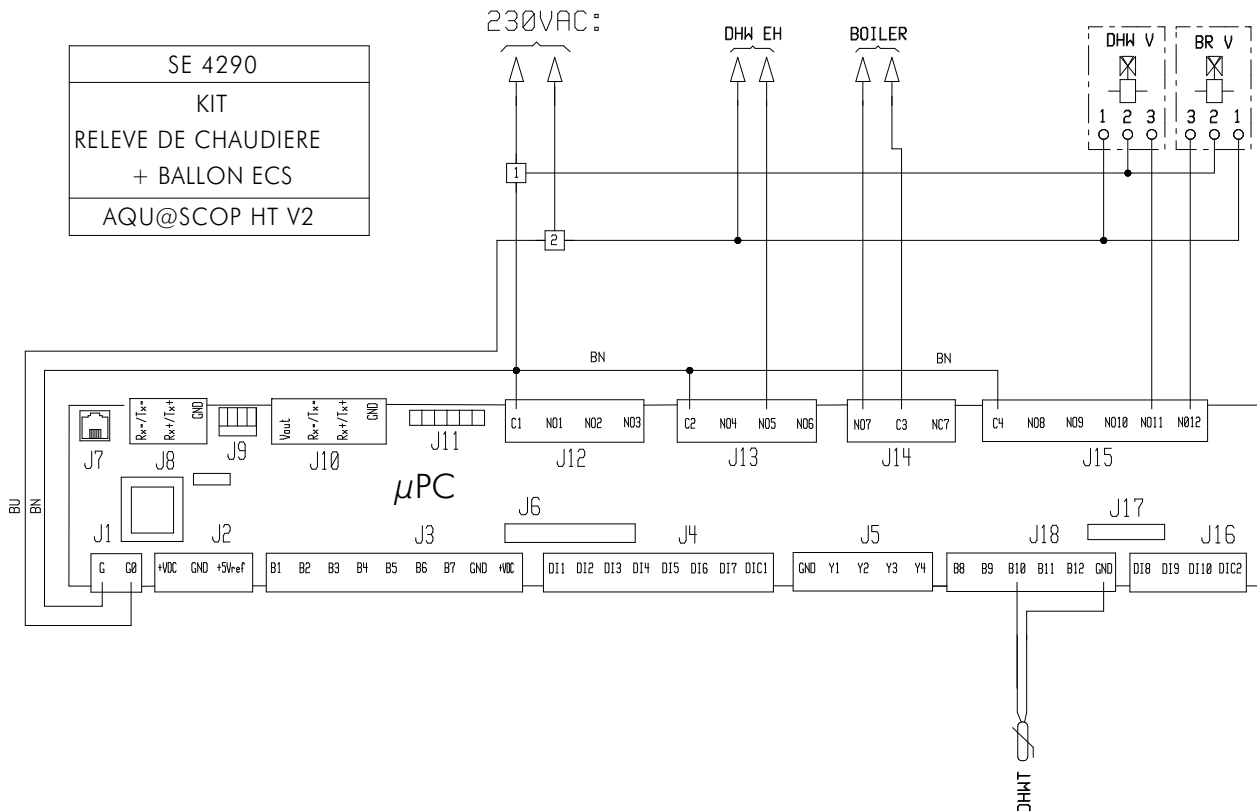 230VAC:
DHW EH
BOILER
DHW V
BR V
SE 4290
KIT
RELEVE DE CHAUDIERE
+ BALLON ECS
AQU@SCOP HT V2
1 2 3
3 2 1
1
2
BN
BN
Rx-/Tx-
Rx+/Tx+
GND
Vout
Rx-/Tx-
Rx+/Tx+
GND
C1 NO1 NO2 NO3
C2 NO4 NO5 NO6
NO7 C3 NC7
C4 NO8 NO9 NO10 NO11 NO12
J7
J8
J9
J10
J11
J12
J13
J14
J15
µPC
BU
BN
J1
J2
J3
J6
J4
J5
J18
J17
J16
G G0
+VDC GND +5Vref
B1 B2 B3 B4 B5 B6 B7 GND +VDC
DI1 DI2 DI3 DI4 DI5 DI6 DI7 DIC1
GND Y1 Y2 Y3 Y4
B8 B9 B10 B11 B12 GND
DI8 DI9 DI10 DIC2
DHWT